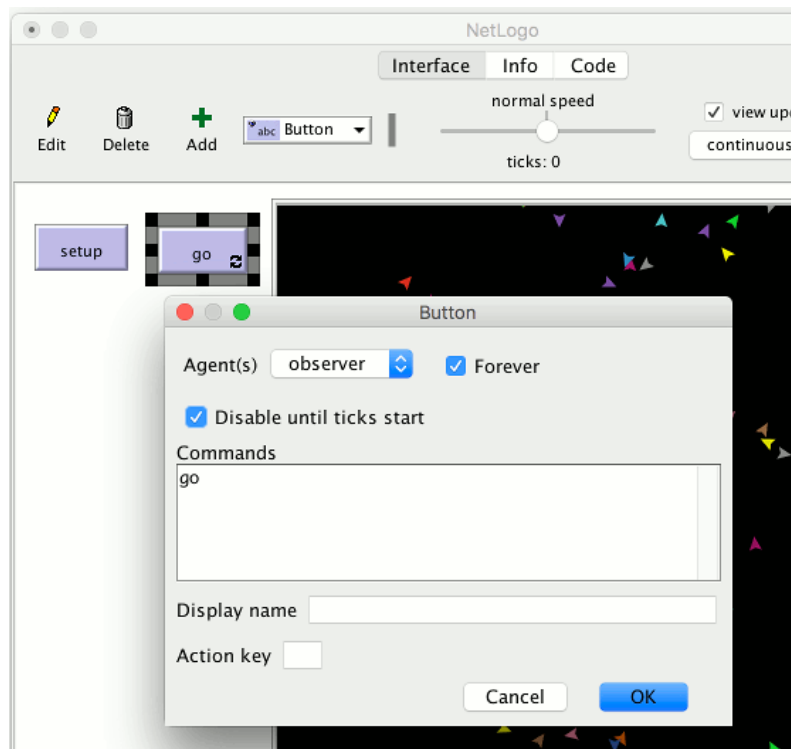 NetLogo
Interface Info Code
normal speed
abc Button
view
Edit Delete Add
continuous
ticks: 0
setup
go
Button
Agent(s) observer Forever
Disable until ticks start
Commands
go
Display name
Action key
Cancel OK